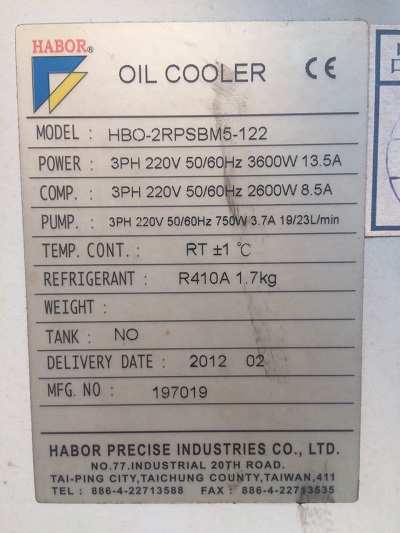 HABOR®
OIL COOLER CE
MODEL : HBO-2RPSBM5-122
POWER : 3PH 220V 50/60Hz 3600W 13.5A
COMP. : 3PH 220V 50/60Hz 2600W 8.5A
PUMP. : 3PH 220V 50/60Hz 750W 3.7A 19/23L/min
TEMP. CONT. : RT ±1 ℃
REFRIGERANT : R410A 1.7kg
WEIGHT :
TANK : NO
DELIVERY DATE : 2012 02
MFG. NO : 197019
HABOR PRECISE INDUSTRIES CO., LTD.
NO.77.INDUSTRIAL 20TH ROAD.
TAI-PING CITY,TAICHUNG COUNTY,TAIWAN,411
TEL : 886-4-22713588 FAX : 886-4-22713535